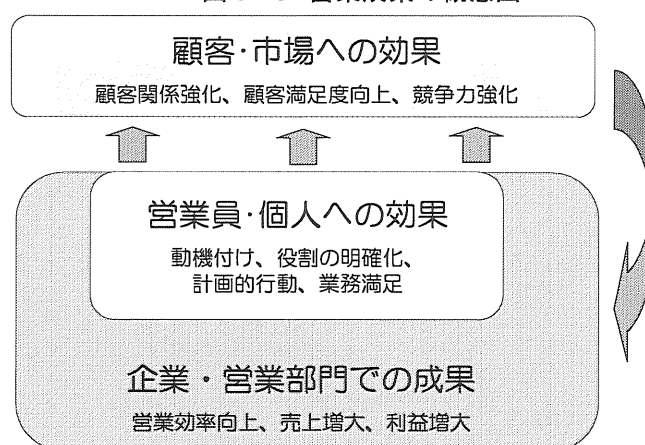 顧客・市場への効果
顧客関係強化、顧客満足度向上、競争力強化
営業員・個人への効果
動機付け、役割の明確化、
計画的行動、業務満足
企業・営業部門での成果
営業効率向上、売上増大、利益増大